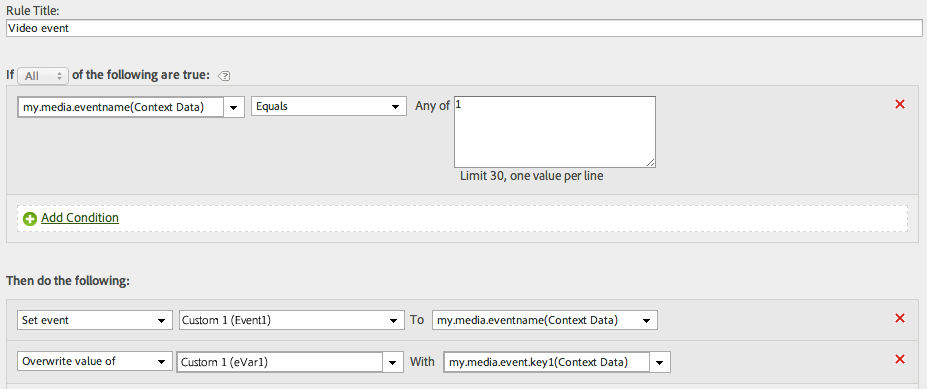 Rule Title:
Video event
If All of the following are true: ?
my.media.eventname(Context Data) Equals Any of 1
Limit 30, one value per line
Add Condition
Then do the following:
Set event Custom 1 (Event1) To my.media.eventname(Context Data)
Overwrite value of Custom 1 (eVar1) With my.media.event.key1(Context Data)